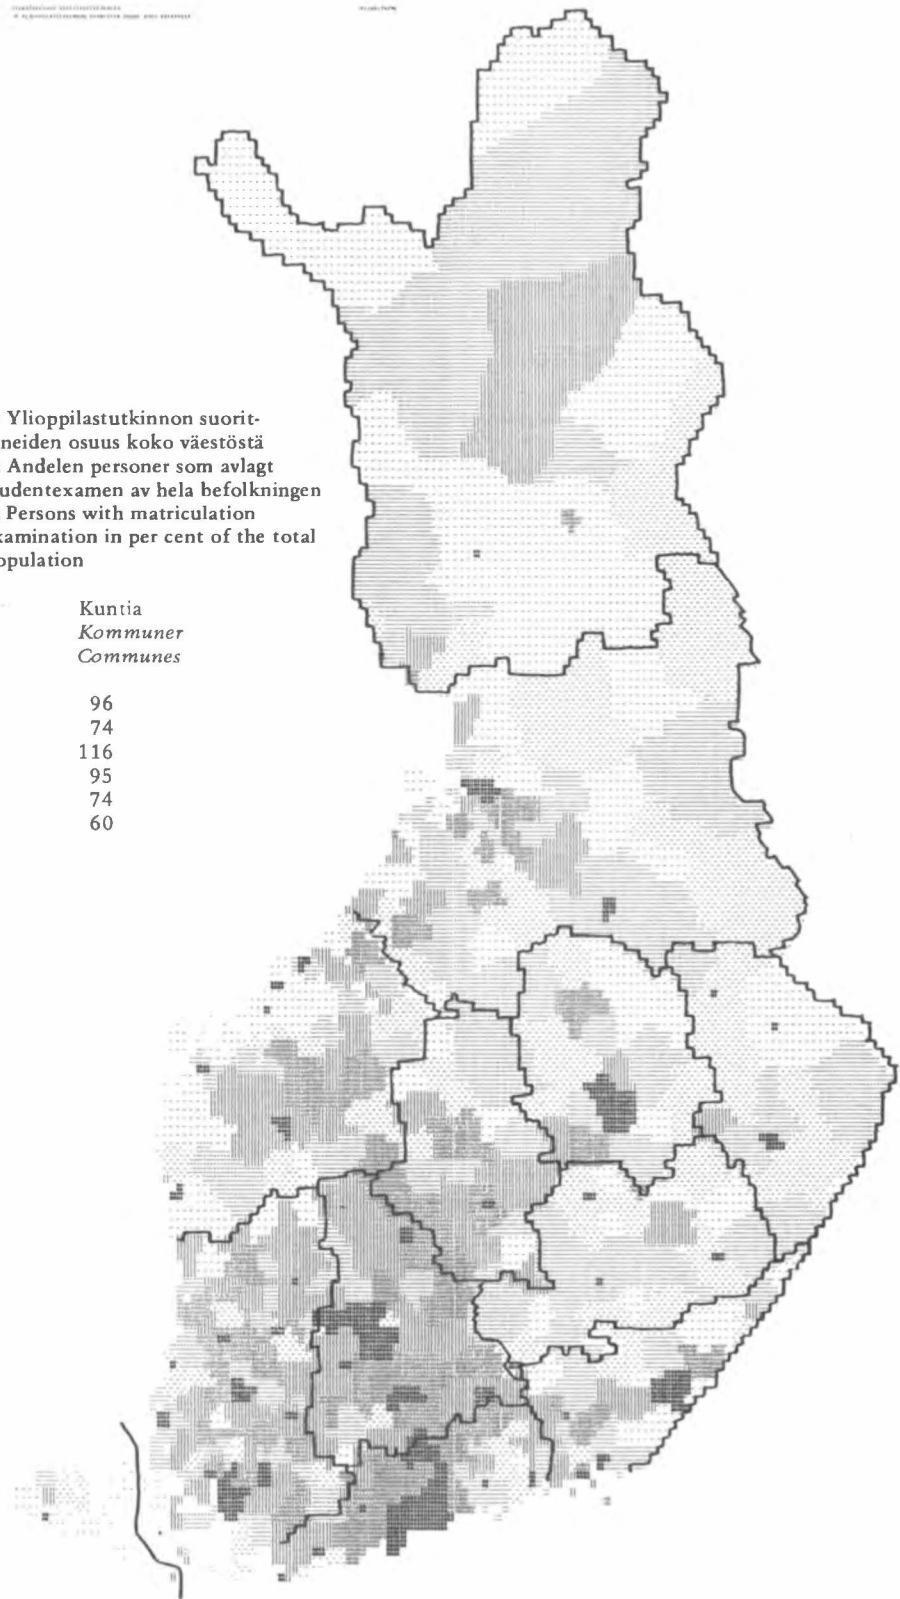 Ylioppilastutkinnon suorit-
neiden osuus koko väestöstä
Andelen personer som avlagt
udentexamen av hela befolkningen
Persons with matriculation
amination in per cent of the total
opulation
Kuntia
Kommuner
Communes
96
74
116
95
74
60